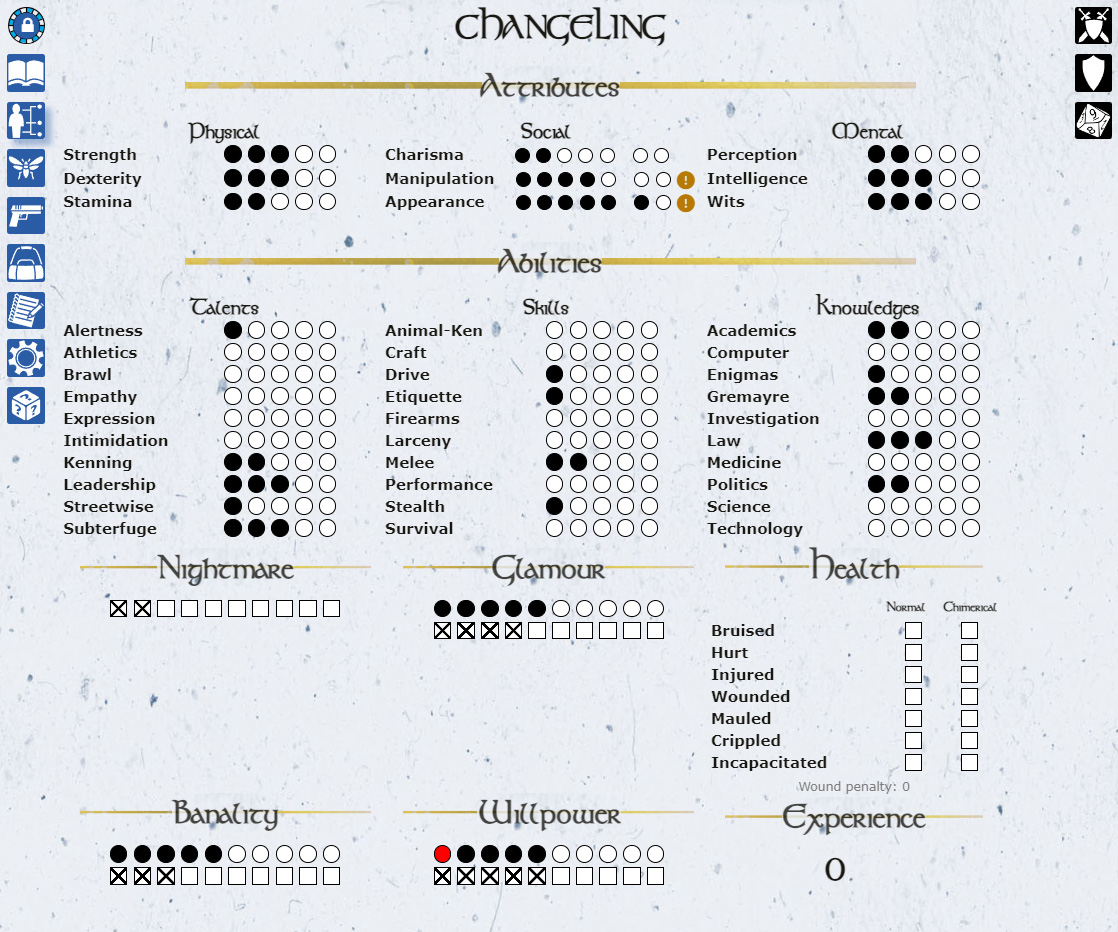 Changeling
Attributes
Physical Social Mental
Strength Charisma Perception
Dexterity Manipulation ! Intelligence
Stamina Appearance ! Wits
Abilities
Talents Skills Knowledges
Alertness Animal-Ken Academics
Athletics Craft Computer
Brawl Drive Enigmas
Empathy Etiquette Gremayre
Expression Firearms Investigation
Intimidation Larceny Law
Kenning Melee Medicine
Leadership Performance Politics
Streetwise Stealth Science
Subterfuge Survival Technology
Nightmare Glamour Health
Normal Chimerical
Bruised
Hurt
Injured
Wounded
Mauled
Crippled
Incapacitated
Wound penalty: 0
Banality Willpower Experience
0